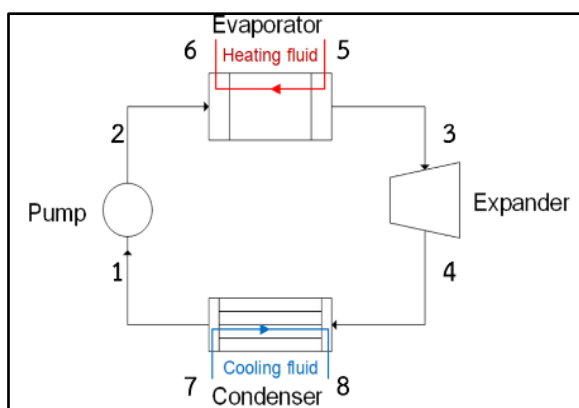 Evaporator
6 Heating fluid 5
2
3
Pump
Expander
1
4
Cooling fluid
7 8
Condenser